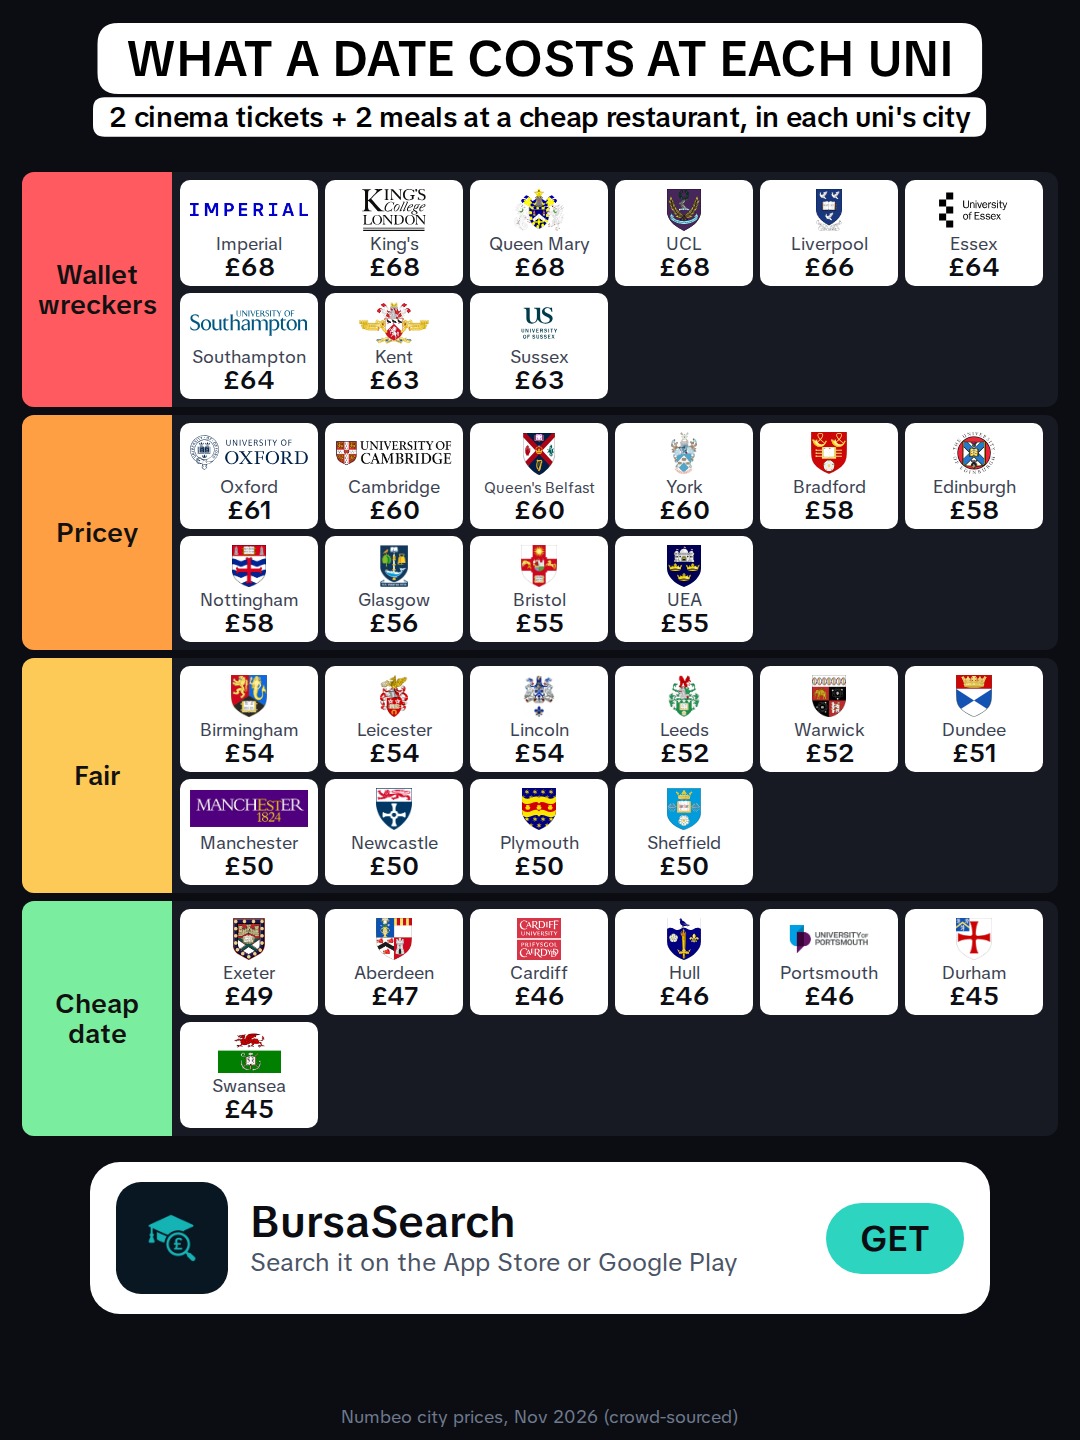 WHAT A DATE COSTS AT EACH UNI
2 cinema tickets + 2 meals at a cheap restaurant, in each uni's city
Wallet
wreckers
IMPERIAL
Imperial
£68
KING'S
College
LONDON
King's
£68
Queen Mary
£68
UCL
£68
Liverpool
£66
University
of Essex
Essex
£64
UNIVERSITY OF
Southampton
Southampton
£64
Kent
£63
US
UNIVERSITY
OF SUSSEX
Sussex
£63
Pricey
UNIVERSITY OF
OXFORD
Oxford
£61
UNIVERSITY OF
CAMBRIDGE
Cambridge
£60
Queen's Belfast
£60
York
£60
Bradford
£58
Edinburgh
£58
Nottingham
£58
Glasgow
£56
Bristol
£55
UEA
£55
Fair
Birmingham
£54
Leicester
£54
Lincoln
£54
Leeds
£52
Warwick
£52
Dundee
£51
MANCHESTER
1824
Manchester
£50
Newcastle
£50
Plymouth
£50
Sheffield
£50
Cheap
date
Exeter
£49
Aberdeen
£47
CARDIFF
UNIVERSITY
PRIFYSGOL
CAERDYD
Cardiff
£46
Hull
£46
UNIVERSITY OF
PORTSMOUTH
Portsmouth
£46
Durham
£45
Swansea
£45
BursaSearch
Search it on the App Store or Google Play
GET
Numbeo city prices, Nov 2026 (crowd-sourced)